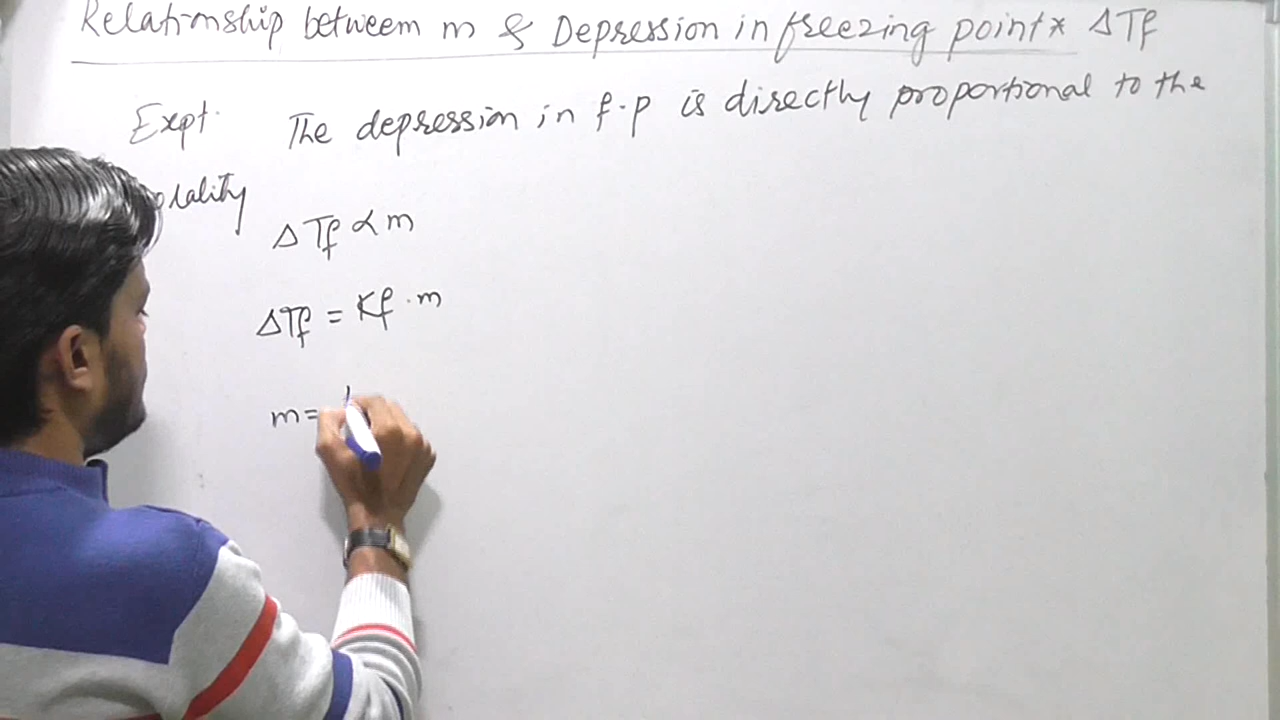 Relationship between m & Depression in freezing point * ΔTf
Expt. The depression in f.p is directly proportional to the
olality
ΔTf ∝ m
ΔTf = Kf · m
m =